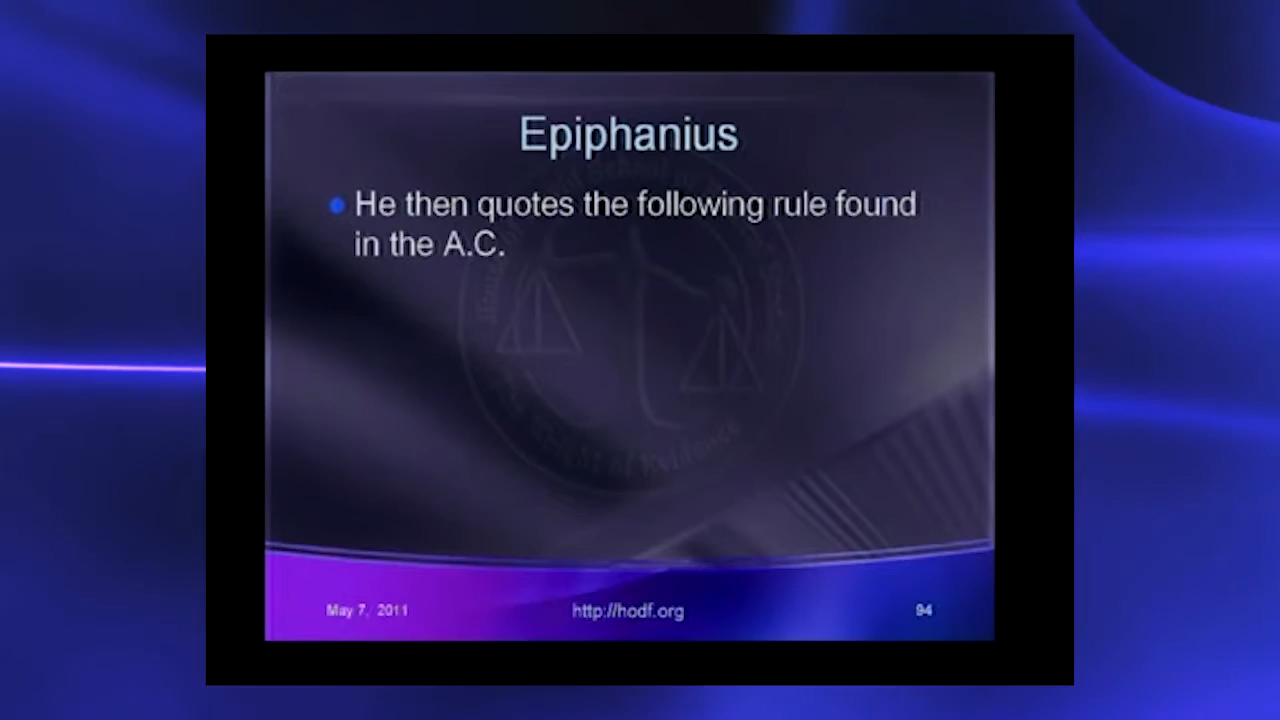 Epiphanius
He then quotes the following rule found
in the A.C.
May 7, 2011
http://hodf.org
94